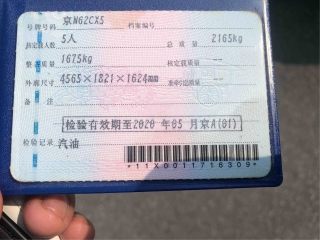 号牌号码 京N62CX5 档案编号
核定载人数 5人 总质量 2165kg
整备质量 1675kg 核定载质量 --
外廓尺寸 4565×1821×1624mm 准牵引总质量 --
备注
检验有效期至2020 年05 月京A(01)
检验记录 汽油
*11X0011716309*